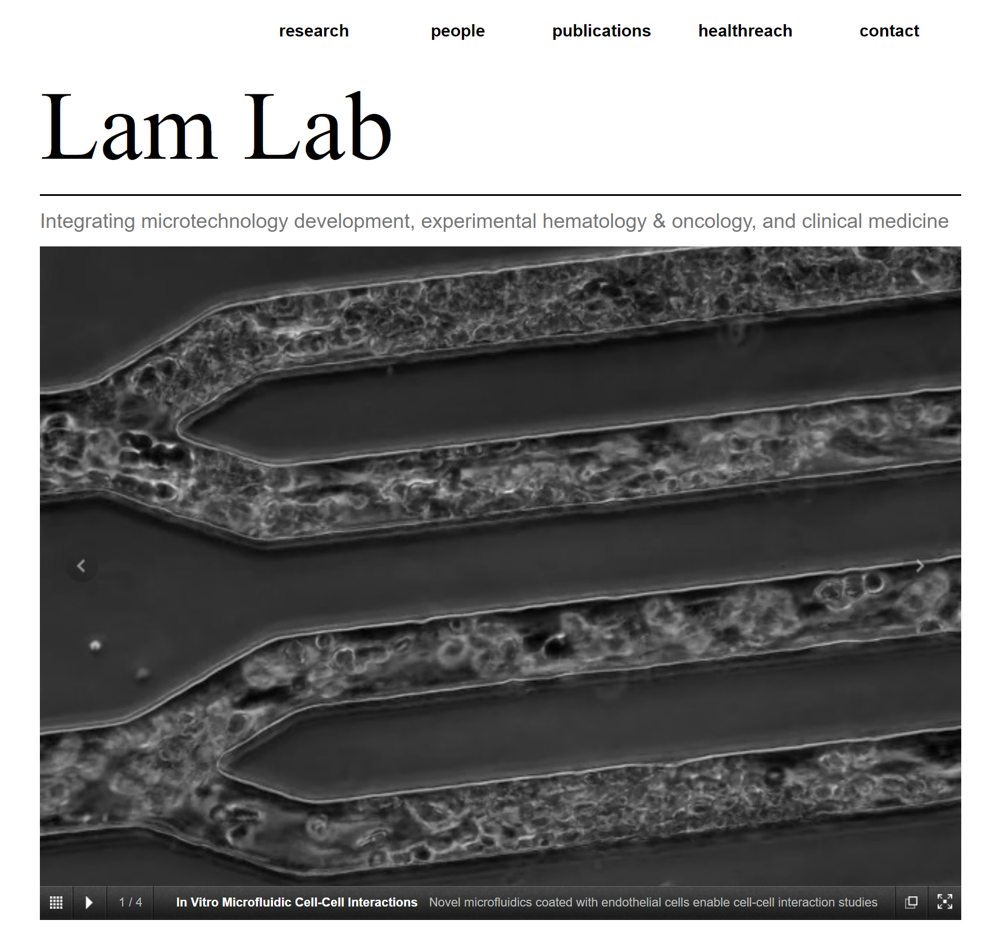 research people publications healthreach contact
Lam Lab
Integrating microtechnology development, experimental hematology & oncology, and clinical medicine
1 / 4 In Vitro Microfluidic Cell-Cell Interactions Novel microfluidics coated with endothelial cells enable cell-cell interaction studies